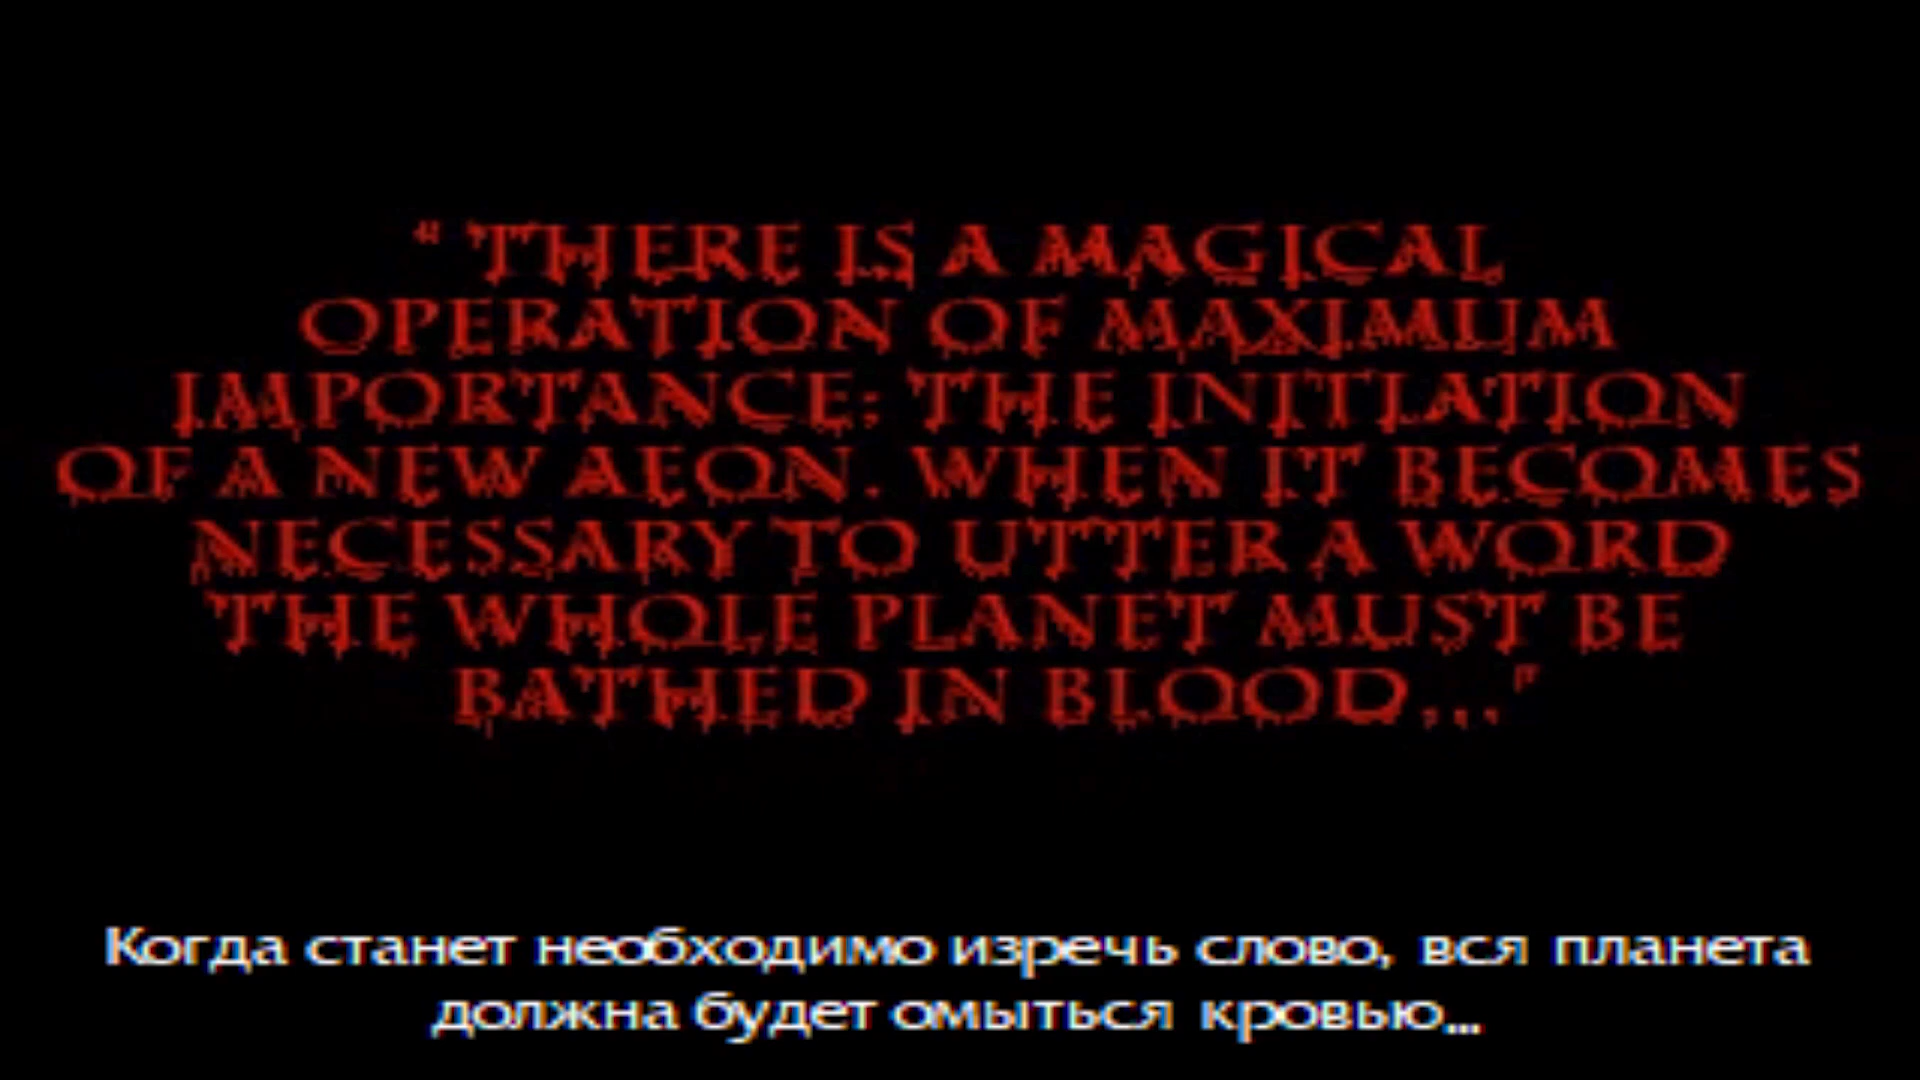 “ THERE IS A MAGICAL
OPERATION OF MAXIMUM
IMPORTANCE: THE INITIATION
OF A NEW AEON. WHEN IT BECOMES
NECESSARY TO UTTER A WORD
THE WHOLE PLANET MUST BE
BATHED IN BLOOD...”
Когда станет необходимо изречь слово, вся планета
должна будет омыться кровью...